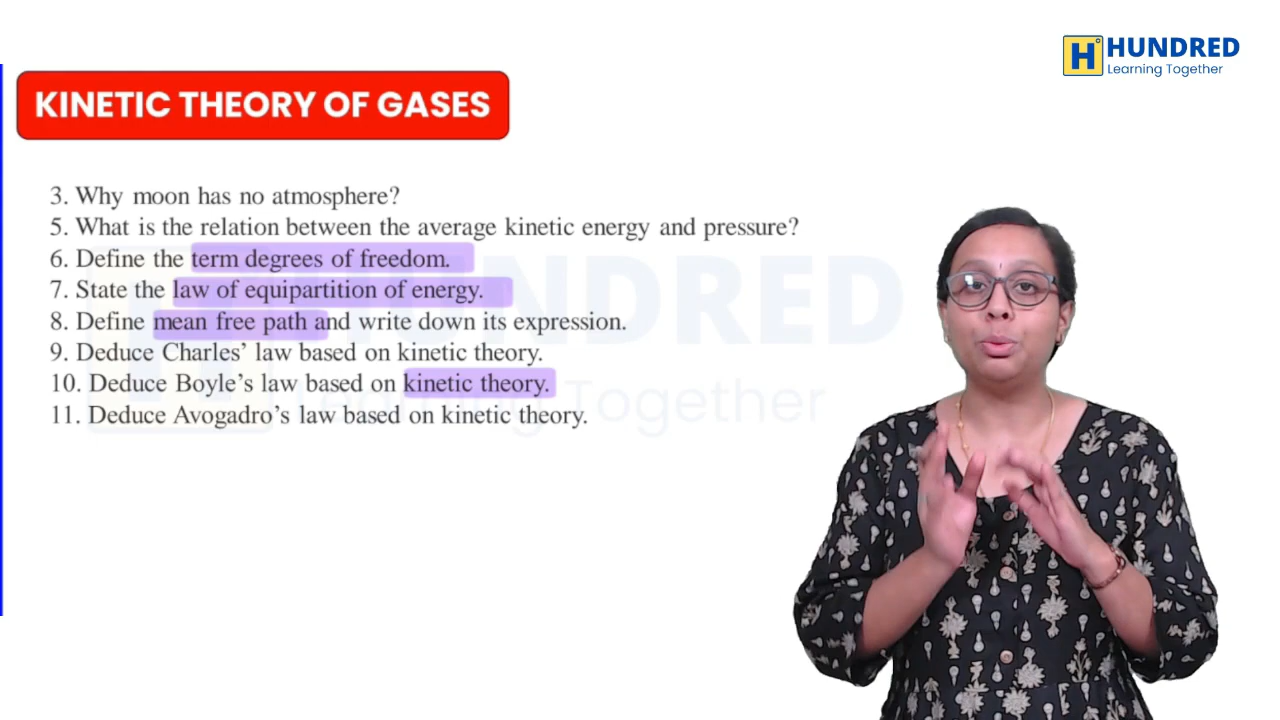 HUNDRED
Learning Together
KINETIC THEORY OF GASES
3. Why moon has no atmosphere?
5. What is the relation between the average kinetic energy and pressure?
6. Define the term degrees of freedom.
7. State the law of equipartition of energy.
8. Define mean free path and write down its expression.
9. Deduce Charles’ law based on kinetic theory.
10. Deduce Boyle’s law based on kinetic theory.
11. Deduce Avogadro’s law based on kinetic theory.